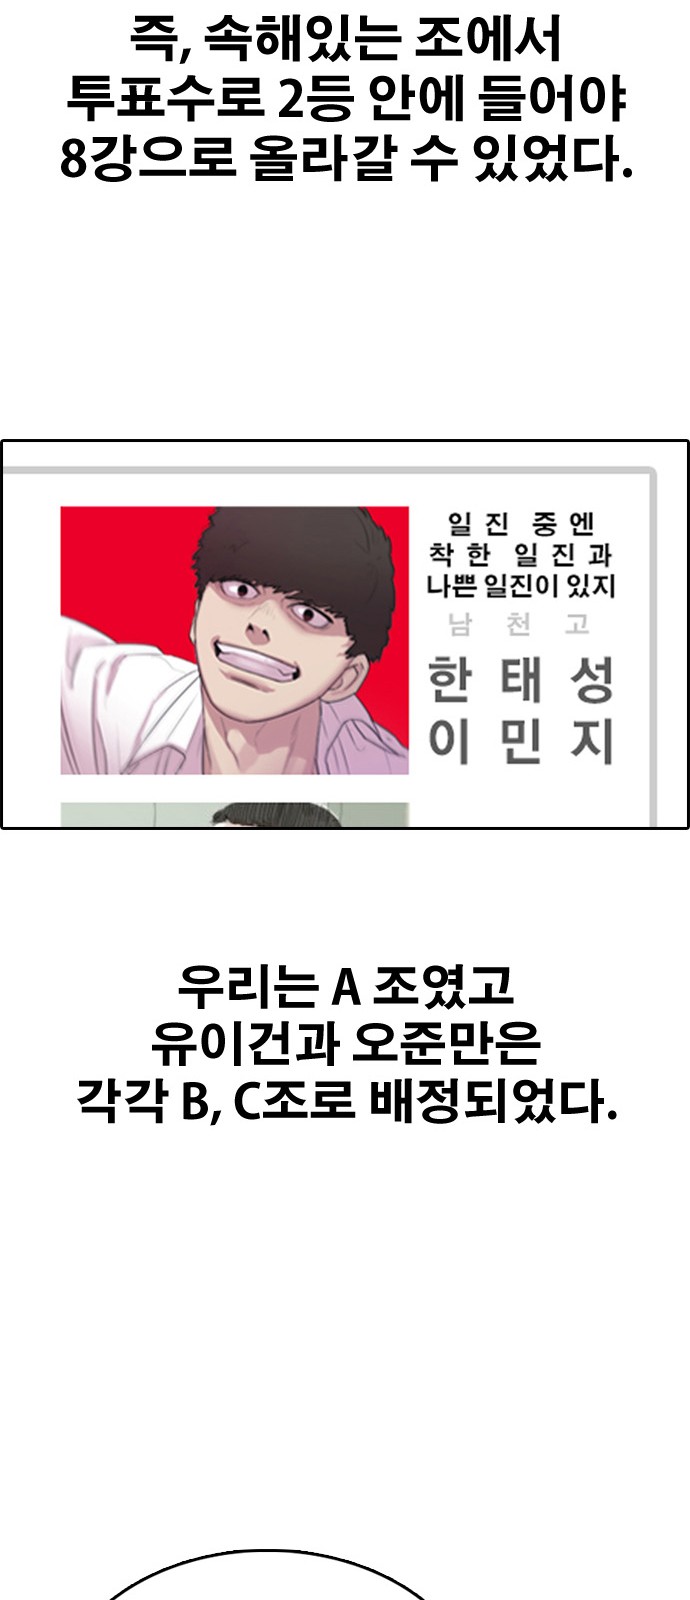 즉, 속해있는 조에서
투표수로 2등 안에 들어야
8강으로 올라갈 수 있었다.
일진 중엔
착한 일진과
나쁜 일진이 있지
남천고
한태성
이민지
우리는 A 조였고
유이건과 오준만은
각각 B, C조로 배정되었다.